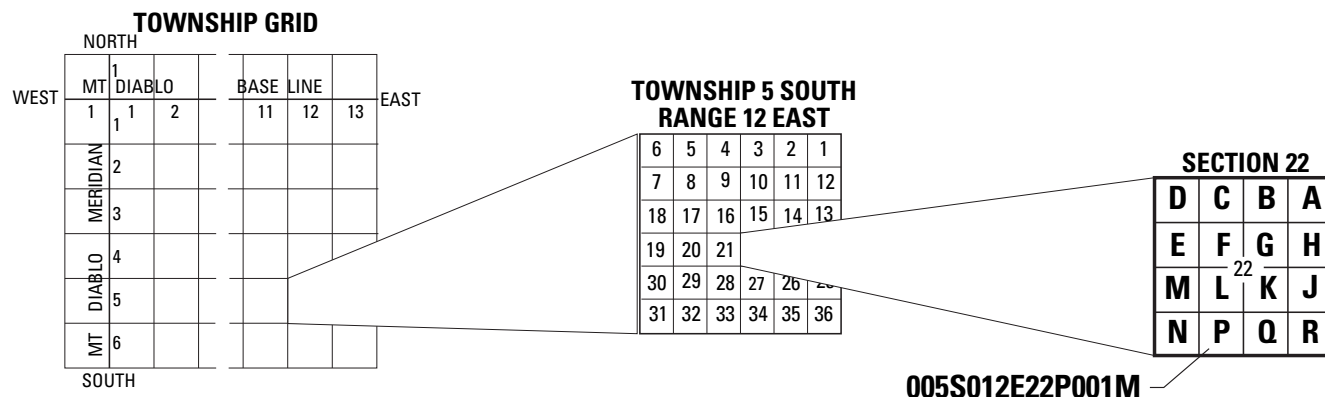 TOWNSHIP GRID
NORTH
1
MT DIABLO BASE LINE
WEST
EAST
1 1 2 11 12 13
1
2
3
4
5
6
MT DIABLO MERIDIAN
SOUTH
TOWNSHIP 5 SOUTH
RANGE 12 EAST
6 5 4 3 2 1
7 8 9 10 11 12
18 17 16 15 14 13
19 20 21
30 29 28 27 26
31 32 33 34 35 36
SECTION 22
D C B A
E F G H
22
M L K J
N P Q R
005S012E22P001M